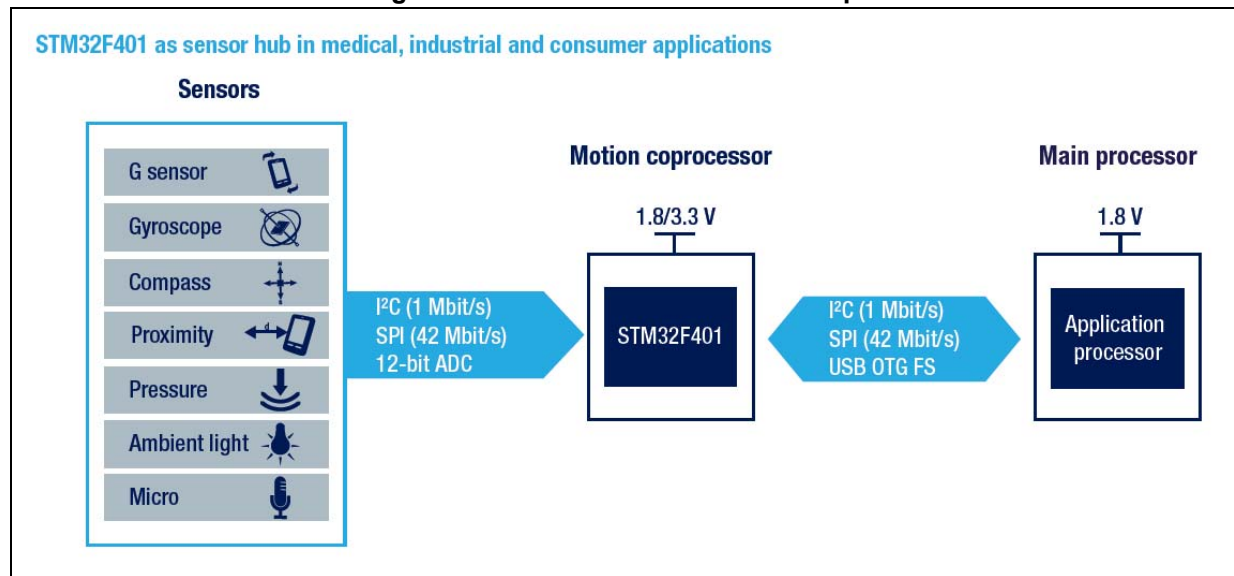 STM32F401 as sensor hub in medical, industrial and consumer applications
Sensors
G sensor
Gyroscope
Compass
Proximity
d
Pressure
Ambient light
Micro
I²C (1 Mbit/s)
SPI (42 Mbit/s)
12-bit ADC
Motion coprocessor
1.8/3.3 V
STM32F401
I²C (1 Mbit/s)
SPI (42 Mbit/s)
USB OTG FS
Main processor
1.8 V
Application
processor